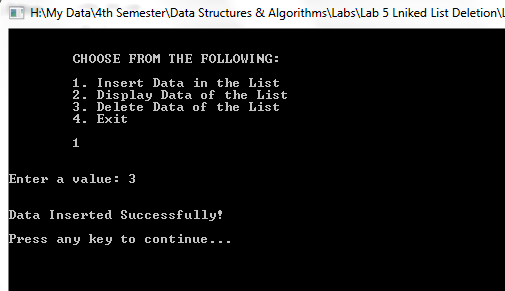 H:\My Data\4th Semester\Data Structures & Algorithms\Labs\Lab 5 Lniked List Deletion\L
CHOOSE FROM THE FOLLOWING:
1. Insert Data in the List
2. Display Data of the List
3. Delete Data of the List
4. Exit
1
Enter a value: 3
Data Inserted Successfully!
Press any key to continue...